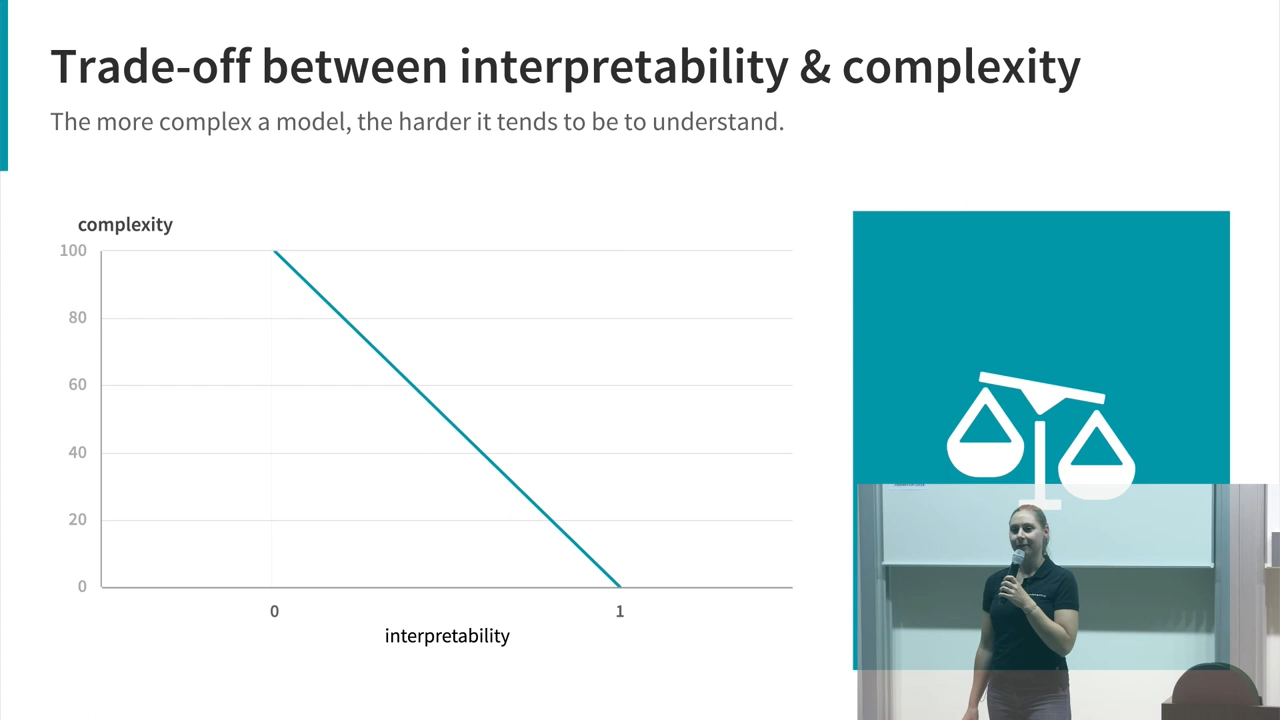 Trade-off between interpretability & complexity
The more complex a model, the harder it tends to be to understand.
complexity
100
80
60
40
20
0
0 1
interpretability